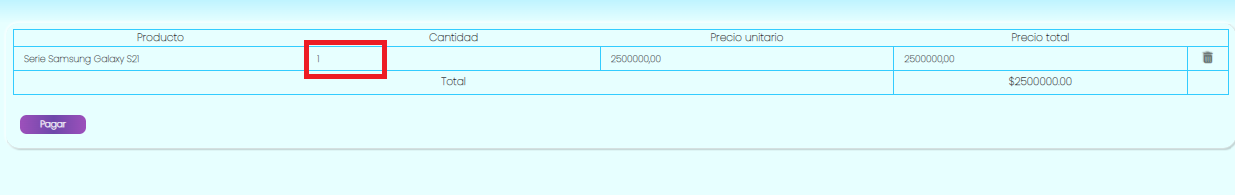 Producto Cantidad Precio unitario Precio total
Serie Samsung Galaxy S21 1 2500000,00 2500000,00
Total $2500000.00
Pagar